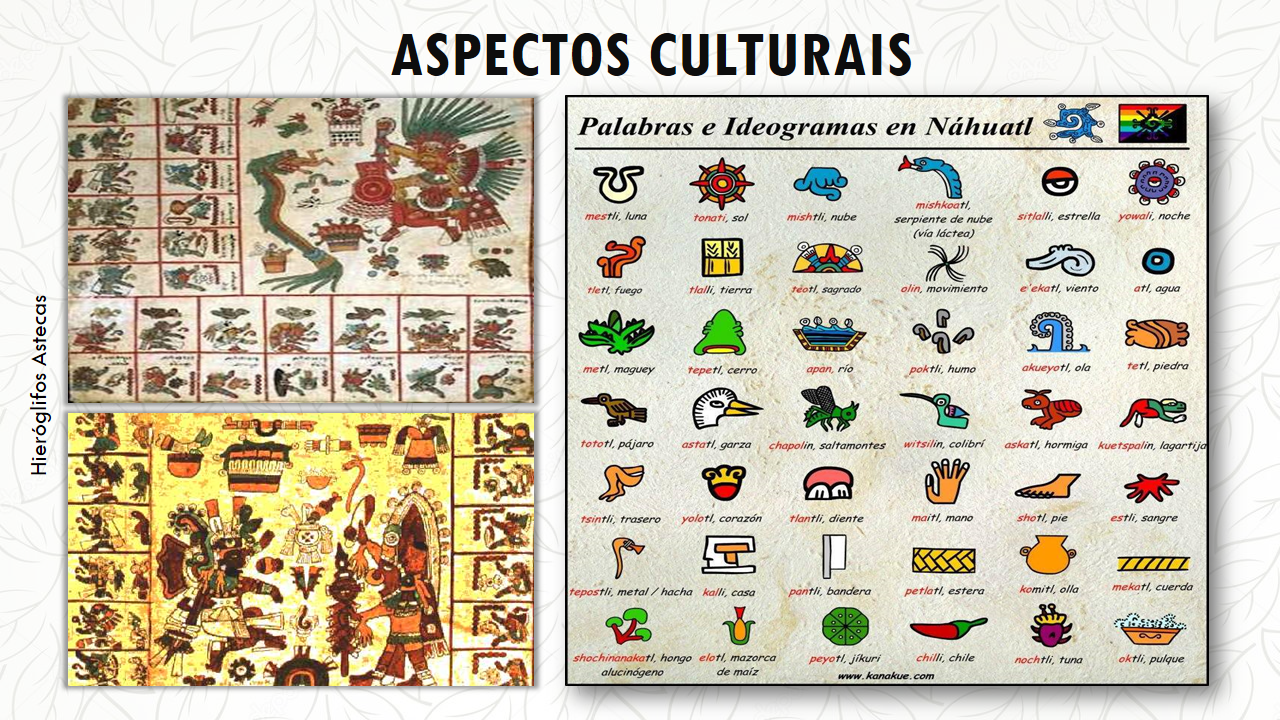 ASPECTOS CULTURAIS
Hieróglifos Astecas
Palabras e Ideogramas en Náhuatl
mestli, luna
tonati, sol
mishtli, nube
mishkoatl,
serpiente de nube
(vía láctea)
sitlalli, estrella
yowali, noche
tletl, fuego
tlalli, tierra
téotl, sagrado
olin, movimiento
e'ekatl, viento
atl, agua
metl, maguey
tepetl, cerro
apan, río
poktli, humo
akueyotl, ola
tetl, piedra
tototl, pájaro
astatl, garza
chapolin, saltamontes
witsilin, colibrí
askatl, hormiga
kuetspalin, lagartija
tsintli, trasero
yolotl, corazón
tlantli, diente
maitl, mano
shotl, pie
estli, sangre
tepostli, metal / hacha
kalli, casa
pantli, bandera
petlatl, estera
komitl, olla
mekatl, cuerda
shochinanakatl, hongo
alucinógeno
elotl, mazorca
de maíz
peyotl, jíkuri
chilli, chile
nochtli, tuna
oktli, pulque
www.kanakue.com